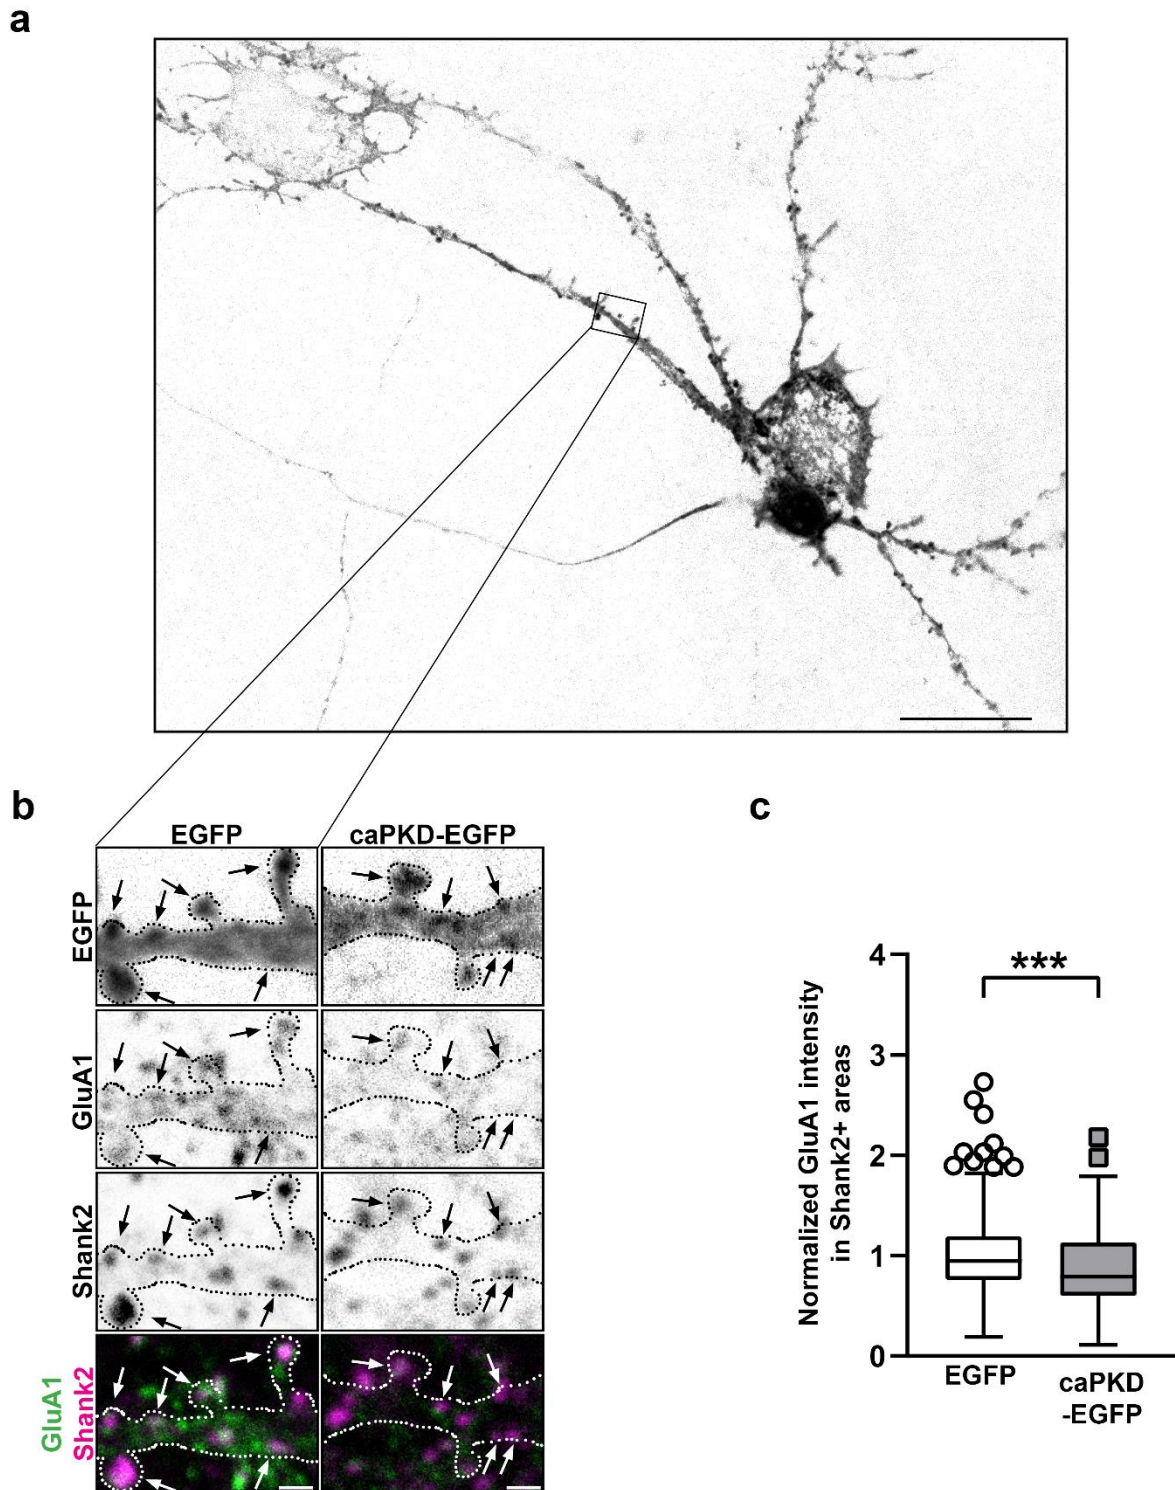 a
b
c
EGFP
caPKD-EGFP
EGFP
GluA1
Shank2
GluA1
Shank2
Normalized GluA1 intensity
in Shank2+ areas
4
3
2
1
0
***
EGFP
caPKD
-EGFP